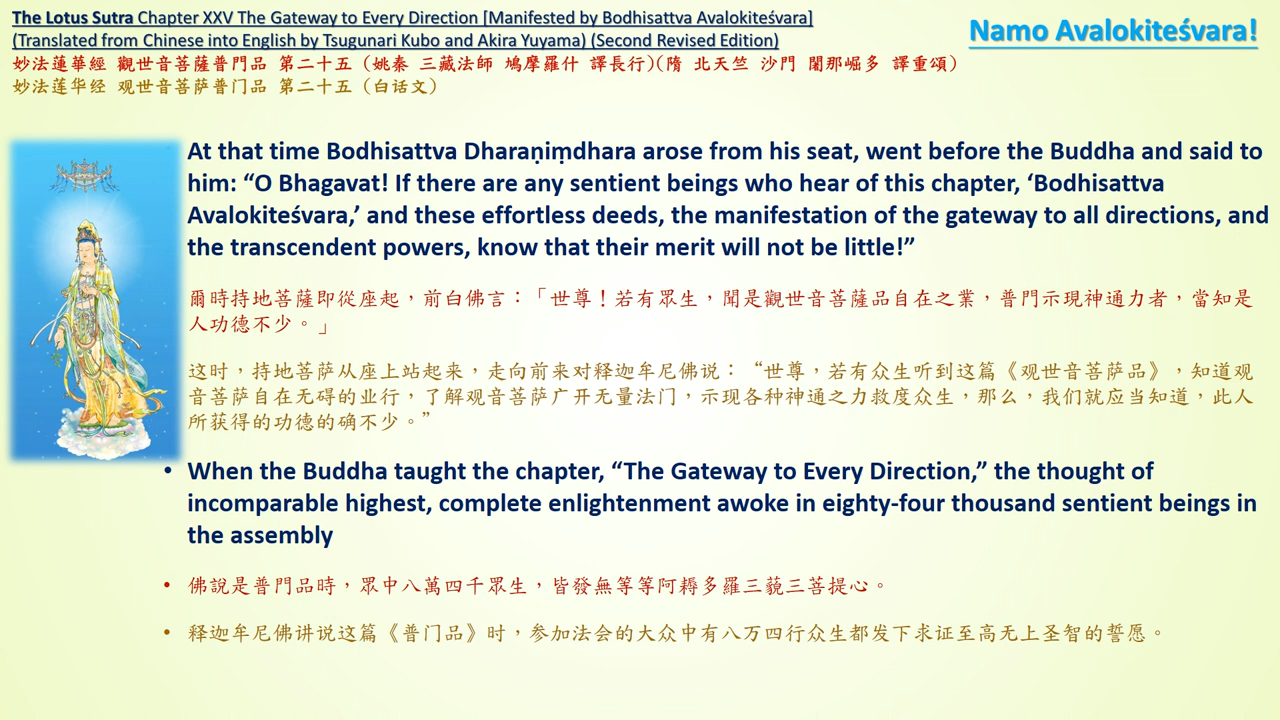 The Lotus Sutra Chapter XXV The Gateway to Every Direction [Manifested by Bodhisattva Avalokiteśvara]
(Translated from Chinese into English by Tsugunari Kubo and Akira Yuyama) (Second Revised Edition)
妙法蓮華經 觀世音菩薩普門品 第二十五 (姚秦 三藏法師 鳩摩羅什 譯長行)(隋 北天竺 沙門 闍那崛多 譯重頌)
妙法莲华经 观世音菩萨普门品 第二十五 (白话文)
Namo Avalokiteśvara!
At that time Bodhisattva Dharaṇiṃdhara arose from his seat, went before the Buddha and said to
him: “O Bhagavat! If there are any sentient beings who hear of this chapter, ‘Bodhisattva
Avalokiteśvara,’ and these effortless deeds, the manifestation of the gateway to all directions, and
the transcendent powers, know that their merit will not be little!”
爾時持地菩薩即從座起，前白佛言：「世尊！若有眾生，聞是觀世音菩薩品自在之業，普門示現神通力者，當知是
人功德不少。」
这时，持地菩萨从座上站起来，走向前来对释迦牟尼佛说：“世尊，若有众生听到这篇《观世音菩萨品》，知道观
音菩萨自在无碍的业行，了解观音菩萨广开无量法门，示现各种神通之力救度众生，那么，我们就应当知道，此人
所获得的功德的确不少。”
• When the Buddha taught the chapter, “The Gateway to Every Direction,” the thought of
incomparable highest, complete enlightenment awoke in eighty-four thousand sentient beings in
the assembly
• 佛說是普門品時，眾中八萬四千眾生，皆發無等等阿耨多羅三藐三菩提心。
• 释迦牟尼佛讲说这篇《普门品》时，参加法会的大众中有八万四行众生都发下求证至高无上圣智的誓愿。